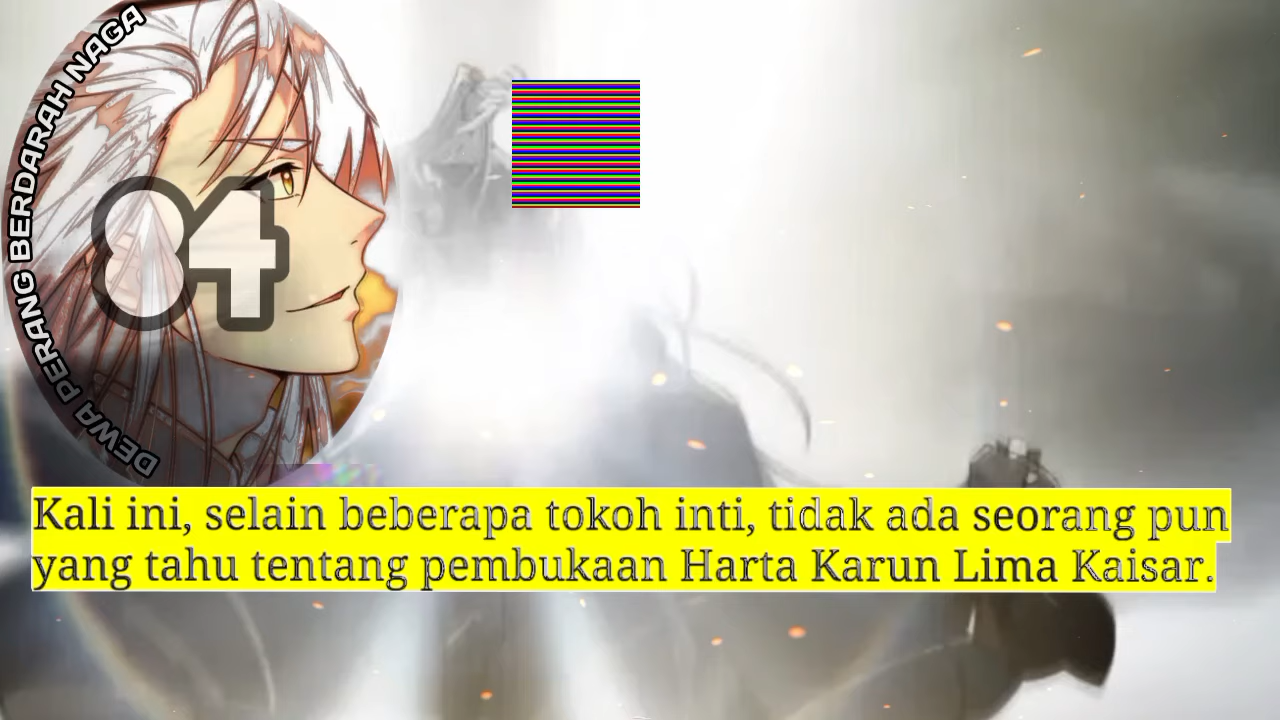 DEWA PERANG BERDARAH NAGA
84
Kali ini, selain beberapa tokoh inti, tidak ada seorang pun
yang tahu tentang pembukaan Harta Karun Lima Kaisar.